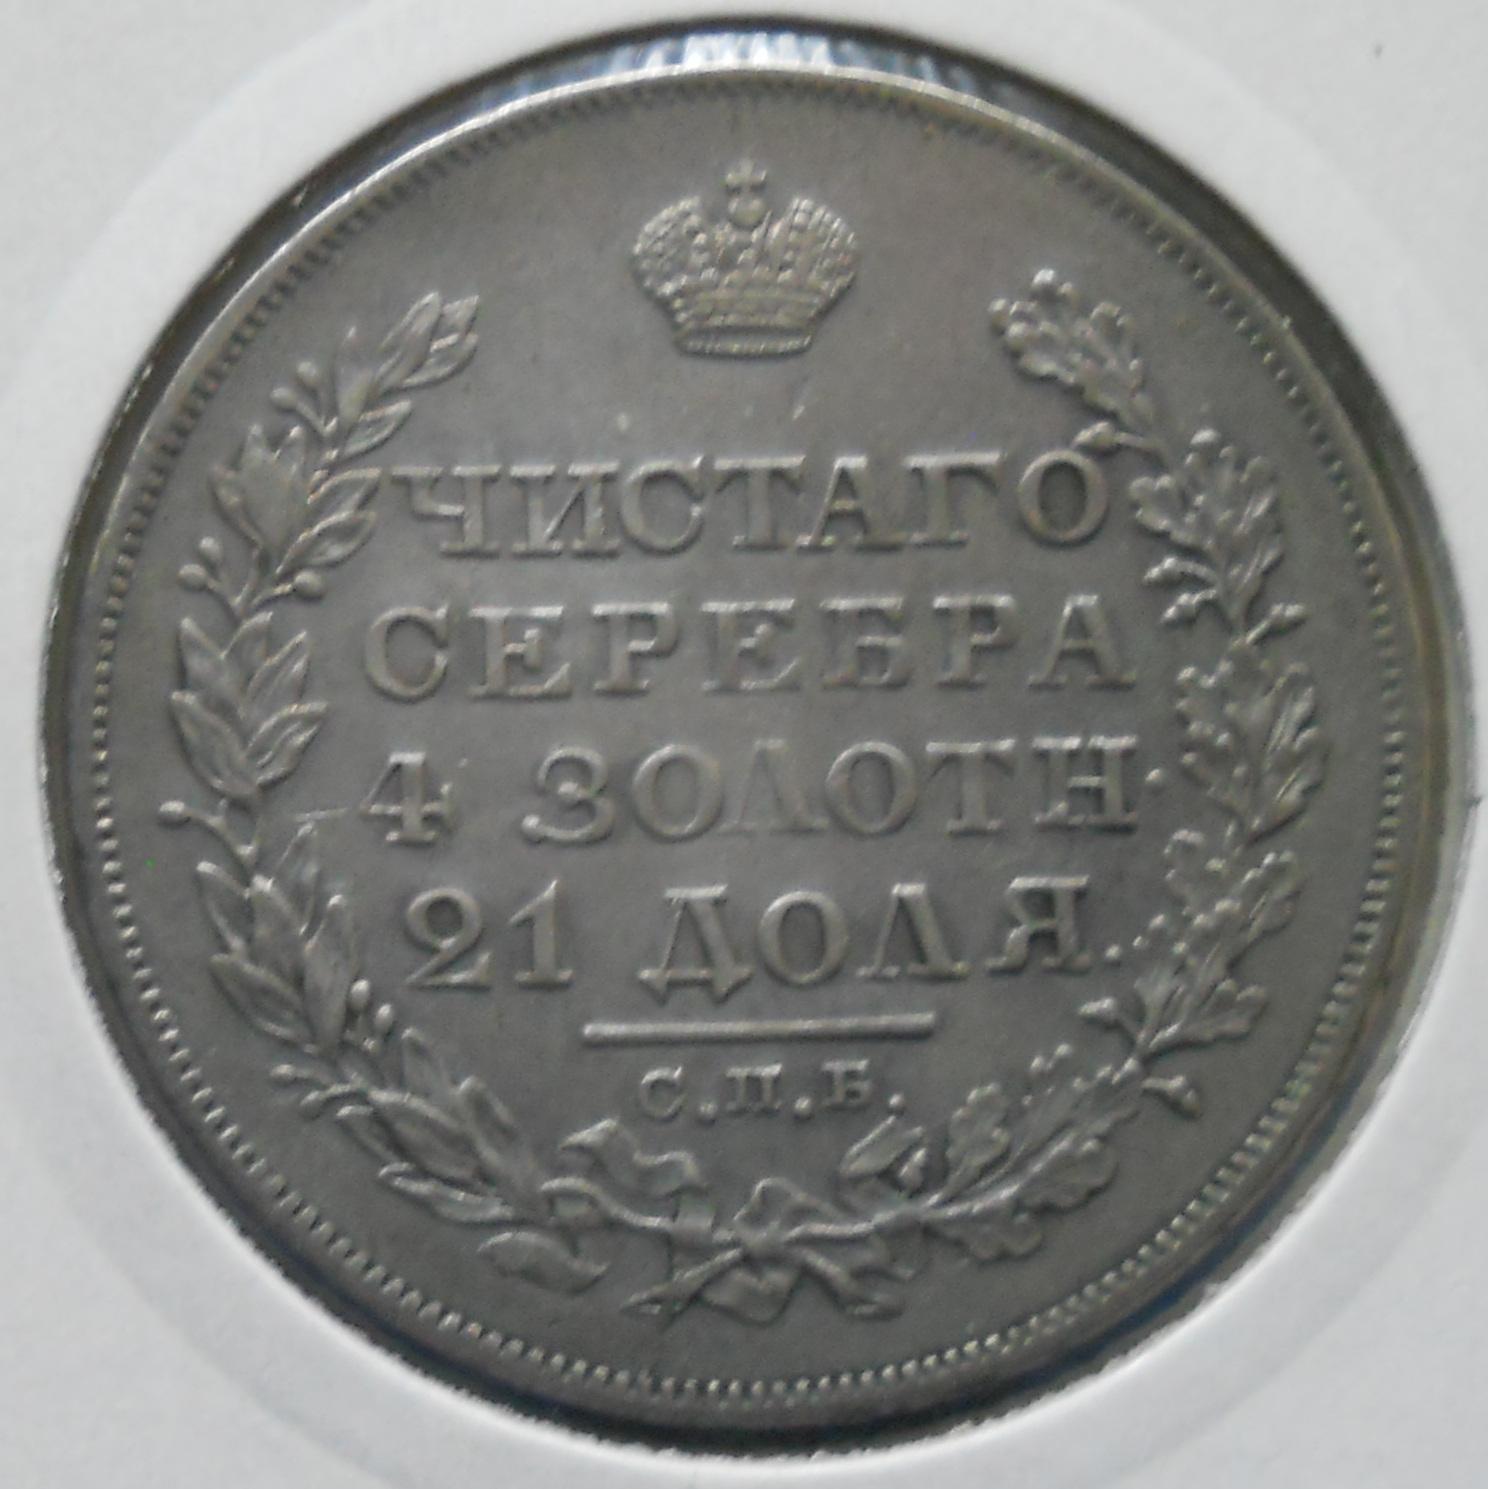 ЧИСТАГО
СЕРЕБРА
4 ЗОЛОТН.
21 ДОЛЯ.
С.П.Б.